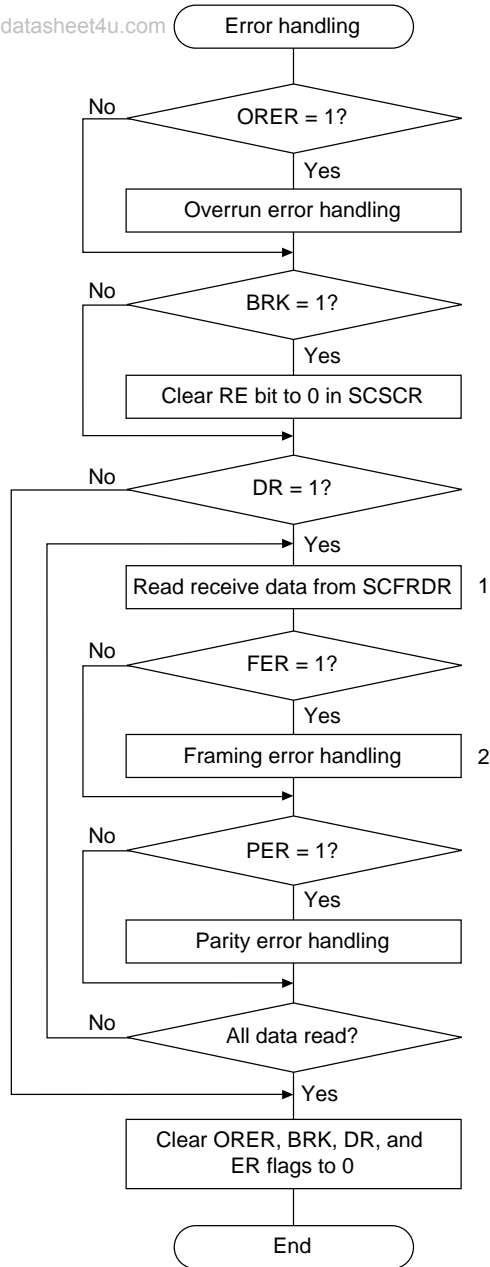 datasheet4u.com
Error handling
No
ORER = 1?
Yes
Overrun error handling
No
BRK = 1?
Yes
Clear RE bit to 0 in SCSCR
No
DR = 1?
Yes
Read receive data from SCFRDR 1
No
FER = 1?
Yes
Framing error handling 2
No
PER = 1?
Yes
Parity error handling
No
All data read?
Yes
Clear ORER, BRK, DR, and
ER flags to 0
End